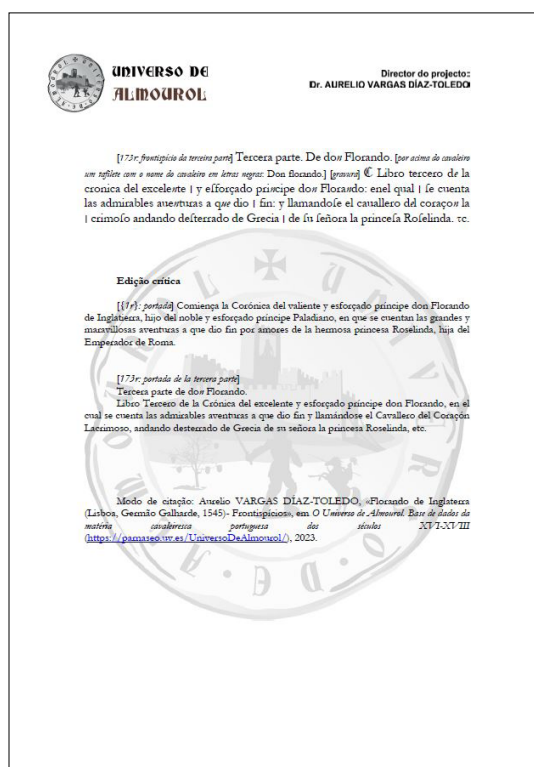 UNIVERSO DE
ALMOUROL
Director do projecto:
Dr. AURELIO VARGAS DÍAZ-TOLEDO
[173r: frontispício da terceira parte] Tercera parte. De don Florando. [por acima do cavaleiro
um tafilete com o nome do cavaleiro em letras negras: Don florando.] [gravura] ℂ Libro tercero de la
cronica del excelente | y eſforçado principe don Florando: enel qual | ſe cuenta
las admirables auenturas a que dio | fin: y llamandoſe el cauallero del coraçon la
| crimoſo andando deſterrado de Grecia | de ſu ſeñora la princeſa Roſelinda. ⁊c.
Edição crítica
[{1r}: portada] Comiença la Corónica del valiente y esforçado príncipe don Florando
de Inglatierra, hijo del noble y esforçado príncipe Paladiano, en que se cuentan las grandes y
maravillosas aventuras a que dio fin por amores de la hermosa princesa Roselinda, hija del
Emperador de Roma.
[173r: portada de la tercera parte]
Tercera parte de don Florando.
Libro Tercero de la Crónica del excelente y esforçado príncipe don Florando, en el
cual se cuenta las admirables aventuras a que dio fin y llamándose el Cavallero del Coraçón
Lacrimoso, andando desterrado de Grecia de su señora la princesa Roselinda, etc.
Modo de citação: Aurelio VARGAS DÍAZ-TOLEDO, «Florando de Inglaterra
(Lisboa, Germão Galharde, 1545)- Frontispícios», em O Universo de Almourol. Base de dados da
matéria cavaleiresca portuguesa dos séculos XVI-XVIII
(https://parnaseo.uv.es/UniversoDeAlmourol/), 2023.